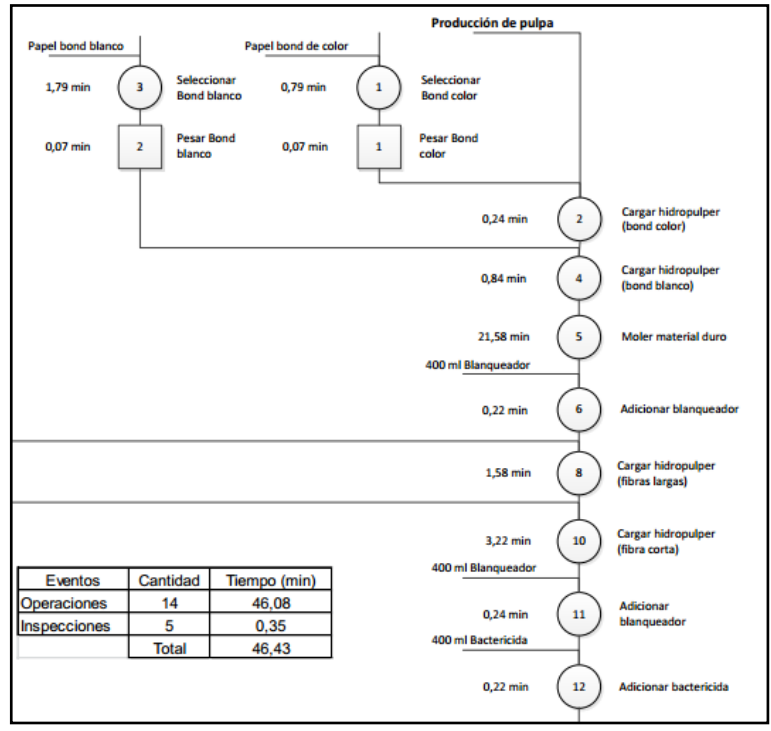 Producción de pulpa
Papel bond blanco
Papel bond de color
1,79 min
3
Seleccionar
Bond blanco
0,79 min
1
Seleccionar
Bond color
0,07 min
2
Pesar Bond
blanco
0,07 min
1
Pesar Bond
color
0,24 min
2
Cargar hidropulper
(bond color)
0,84 min
4
Cargar hidropulper
(bond blanco)
21,58 min
5
Moler material duro
400 ml Blanqueador
0,22 min
6
Adicionar blanqueador
1,58 min
8
Cargar hidropulper
(fibras largas)
3,22 min
10
Cargar hidropulper
(fibra corta)
400 ml Blanqueador
0,24 min
11
Adicionar
blanqueador
400 ml Bactericida
0,22 min
12
Adicionar bactericida
Eventos Cantidad Tiempo (min)
Operaciones 14 46,08
Inspecciones 5 0,35
Total 46,43